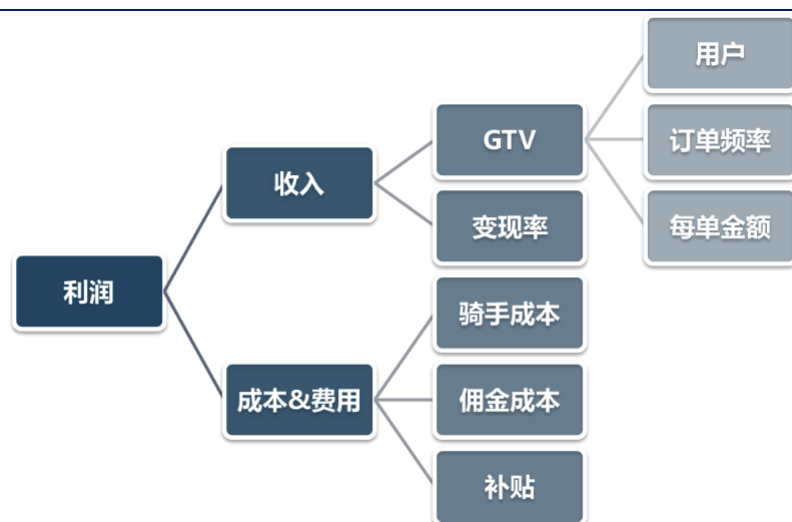 用户
GTV
订单频率
收入
变现率
每单金额
利润
骑手成本
成本&费用
佣金成本
补贴